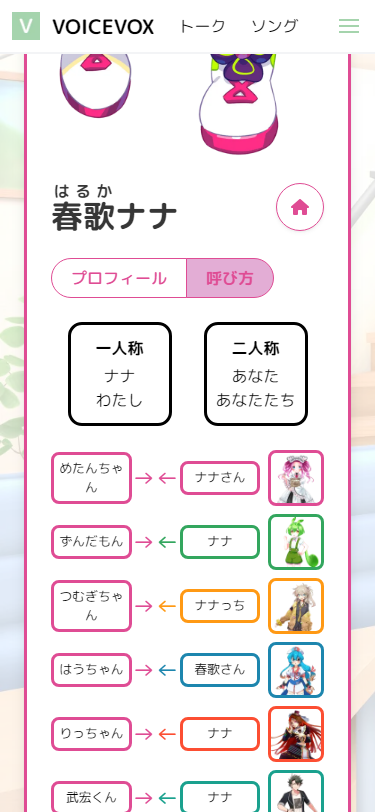 V VOICEVOX トーク ソング
はるか
春歌ナナ
プロフィール 呼び方
一人称
ナナ
わたし
二人称
あなた
あなたたち
めたんちゃ
ん
ナナさん
ずんだもん ナナ
つむぎちゃ
ん
ナナっち
はうちゃん 春歌さん
りっちゃん ナナ
武宏くん ナナ